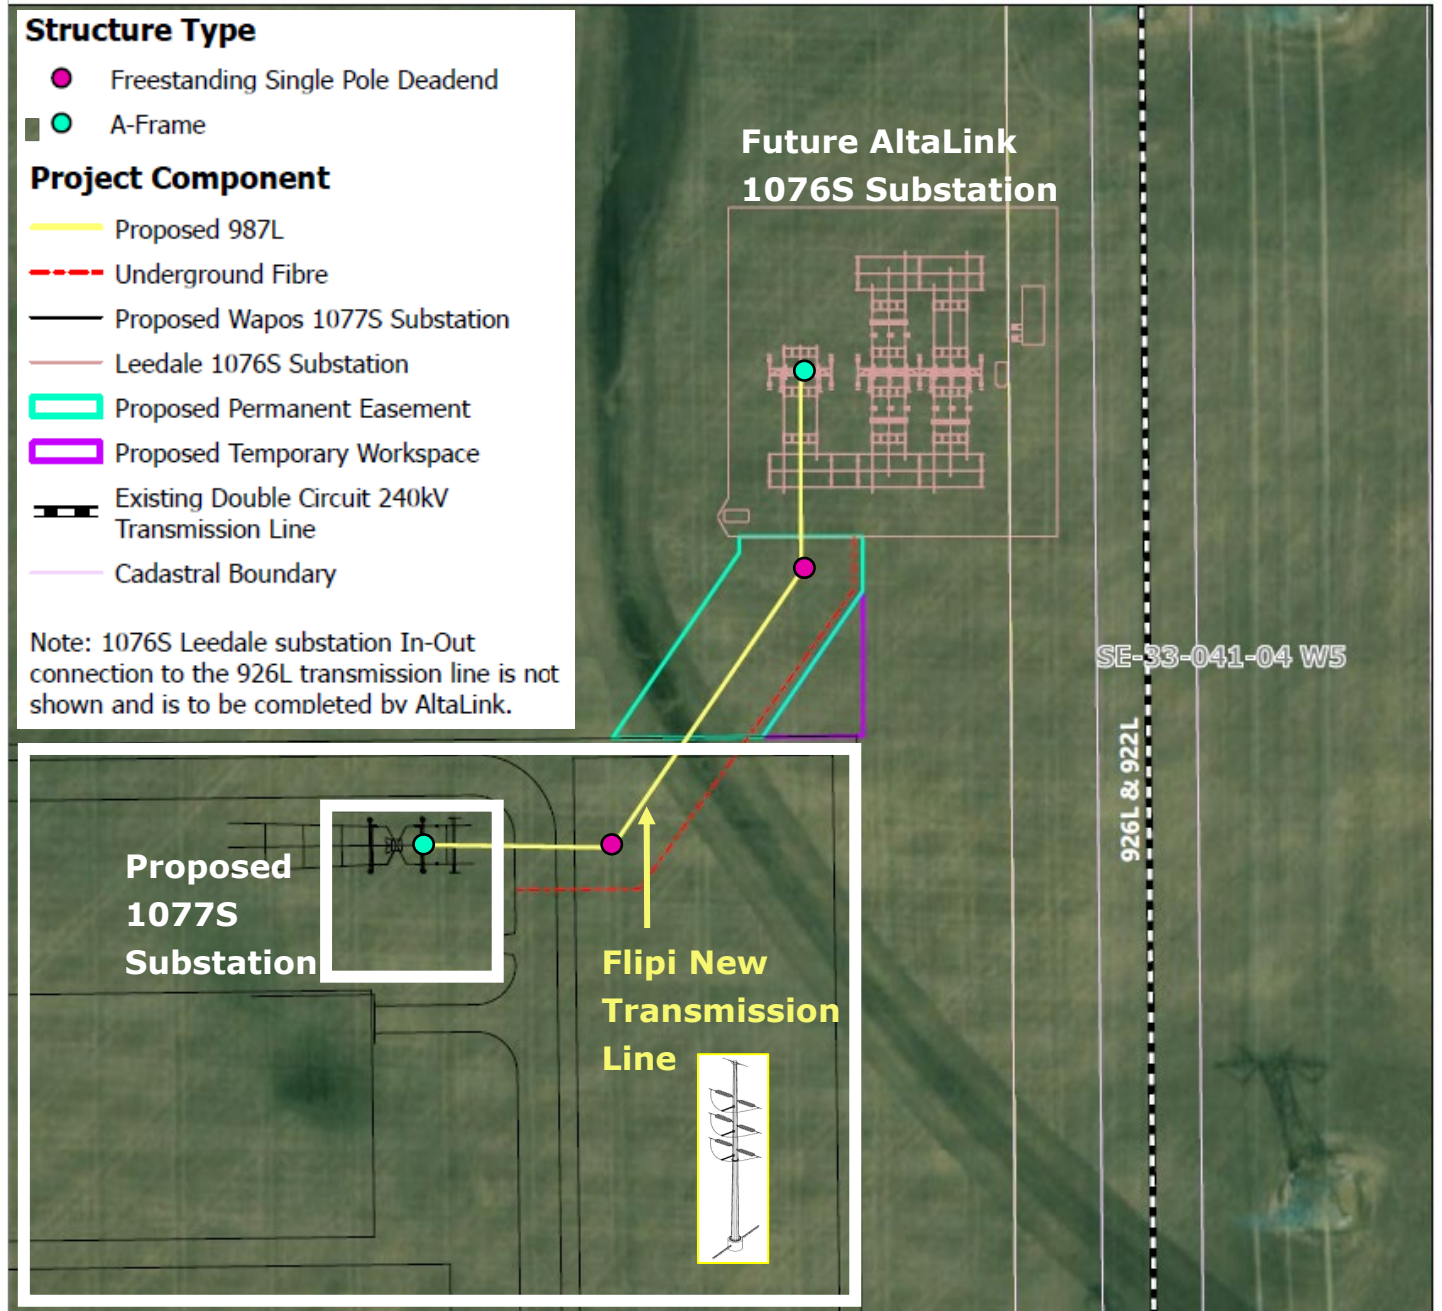 Structure Type
Freestanding Single Pole Deadend
A-Frame
Project Component
Proposed 987L
Underground Fibre
Proposed Wapos 1077S Substation
Leedale 1076S Substation
Proposed Permanent Easement
Proposed Temporary Workspace
Existing Double Circuit 240kV
Transmission Line
Cadastral Boundary
Note: 1076S Leedale substation In-Out
connection to the 926L transmission line is not
shown and is to be completed by AltaLink.
Future AltaLink
1076S Substation
SE-33-041-04 W5
926L & 922L
Proposed
1077S
Substation
Flipi New
Transmission
Line